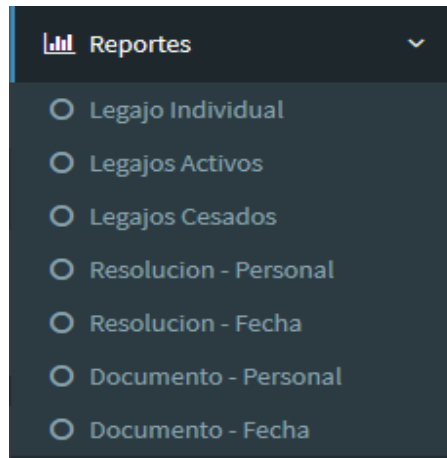 Reportes
Legajo Individual
Legajos Activos
Legajos Cesados
Resolucion - Personal
Resolucion - Fecha
Documento - Personal
Documento - Fecha